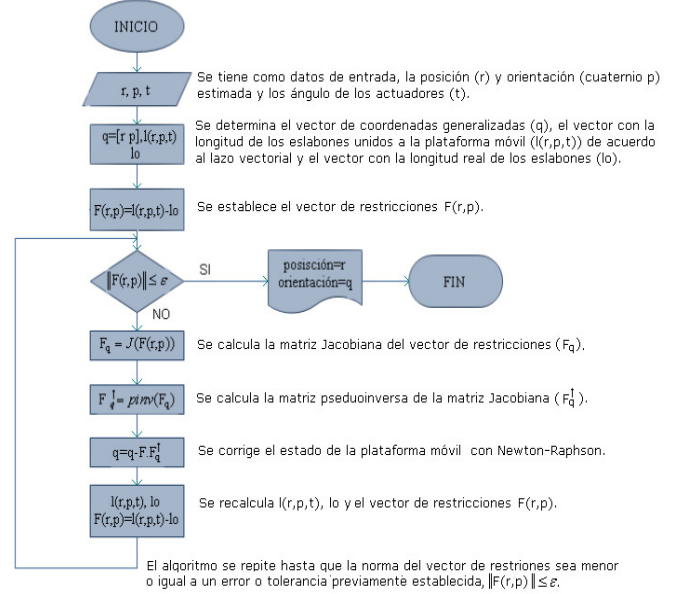 INICIO
r, p, t
Se tiene como datos de entrada, la posición (r) y orientación (cuaternio p)
estimada y los ángulo de los actuadores (t).
q=[r p],l(r,p,t)
lo
Se determina el vector de coordenadas generalizadas (q), el vector con la
longitud de los eslabones unidos a la plataforma móvil (l(r,p,t)) de acuerdo
al lazo vectorial y el vector con la longitud real de los eslabones (lo).
F(r,p)=l(r,p,t)-lo
Se establece el vector de restricciones F(r,p).
‖F(r,p)‖≤ ε
SI
NO
posisción=r
orientación=q
FIN
Fq = J(F(r,p))
Se calcula la matriz Jacobiana del vector de restricciones (Fq).
F q↑= pinv(Fq)
Se calcula la matriz pseduoinversa de la matriz Jacobiana ( Fq↑ ).
q=q-F.Fq↑
Se corrige el estado de la plataforma móvil con Newton-Raphson.
l(r,p,t), lo
F(r,p)=l(r,p,t)-lo
Se recalcula l(r,p,t), lo y el vector de restricciones F(r,p).
El algoritmo se repite hasta que la norma del vector de restriones sea menor
o igual a un error o tolerancia previamente establecida, ‖F(r,p)‖≤ε.